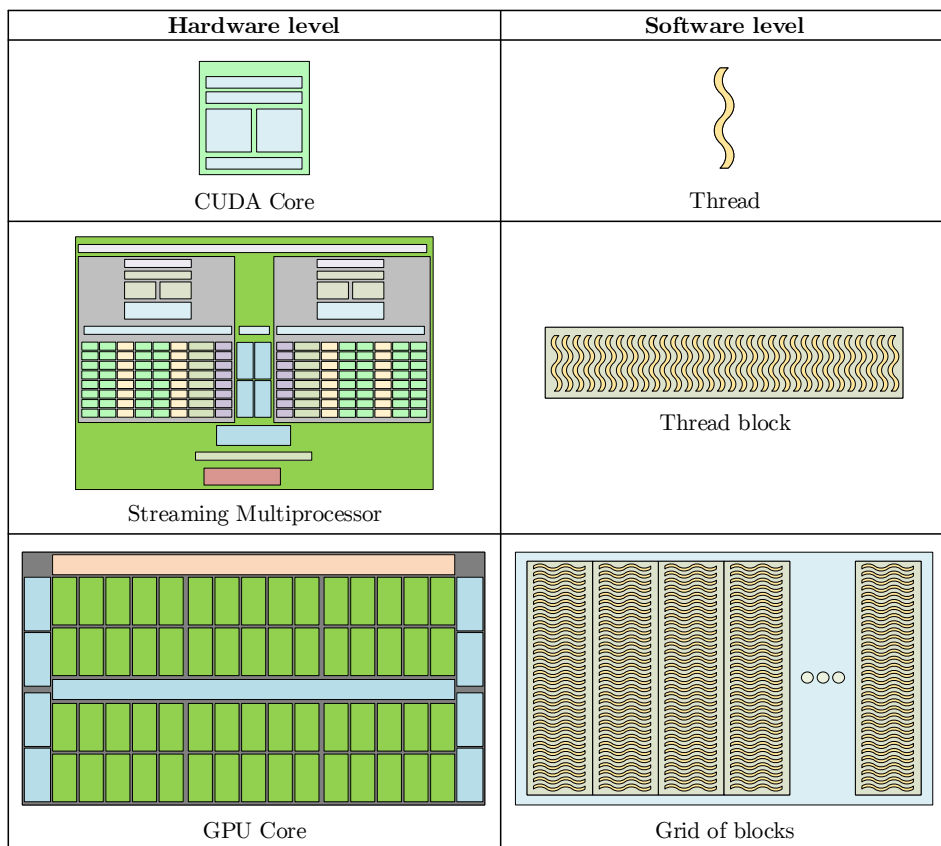 Hardware level
Software level
CUDA Core
Thread
Streaming Multiprocessor
Thread block
GPU Core
Grid of blocks